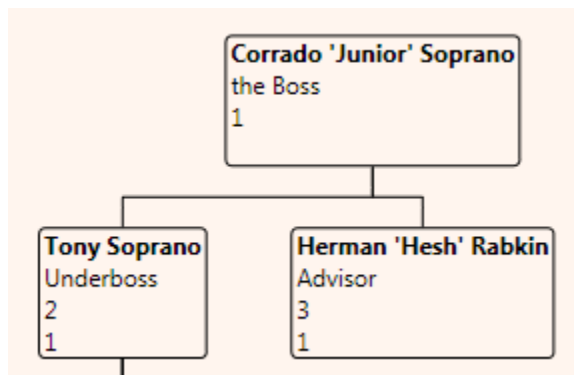 Corrado 'Junior' Soprano
the Boss
1
Tony Soprano
Underboss
2
1
Herman 'Hesh' Rabkin
Advisor
3
1